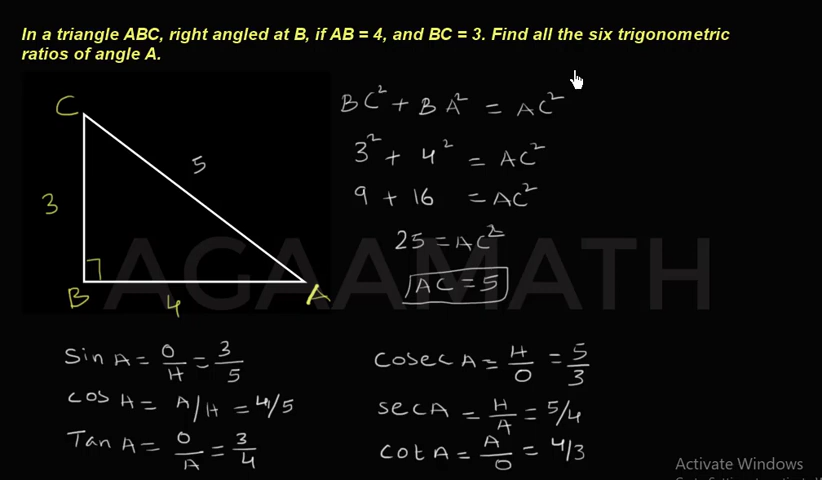 In a triangle ABC, right angled at B, if AB = 4, and BC = 3. Find all the six trigonometric
ratios of angle A.
C
5
3
B
4
A
BC² + BA² = AC²
3² + 4² = AC²
9 + 16 = AC²
25 = AC²
AC = 5
AGAAMATH
Sin A = O/H = 3/5
cos A = A/H = 4/5
Tan A = O/A = 3/4
cosec A = H/O = 5/3
sec A = H/A = 5/4
cot A = A/O = 4/3
Activate Windows